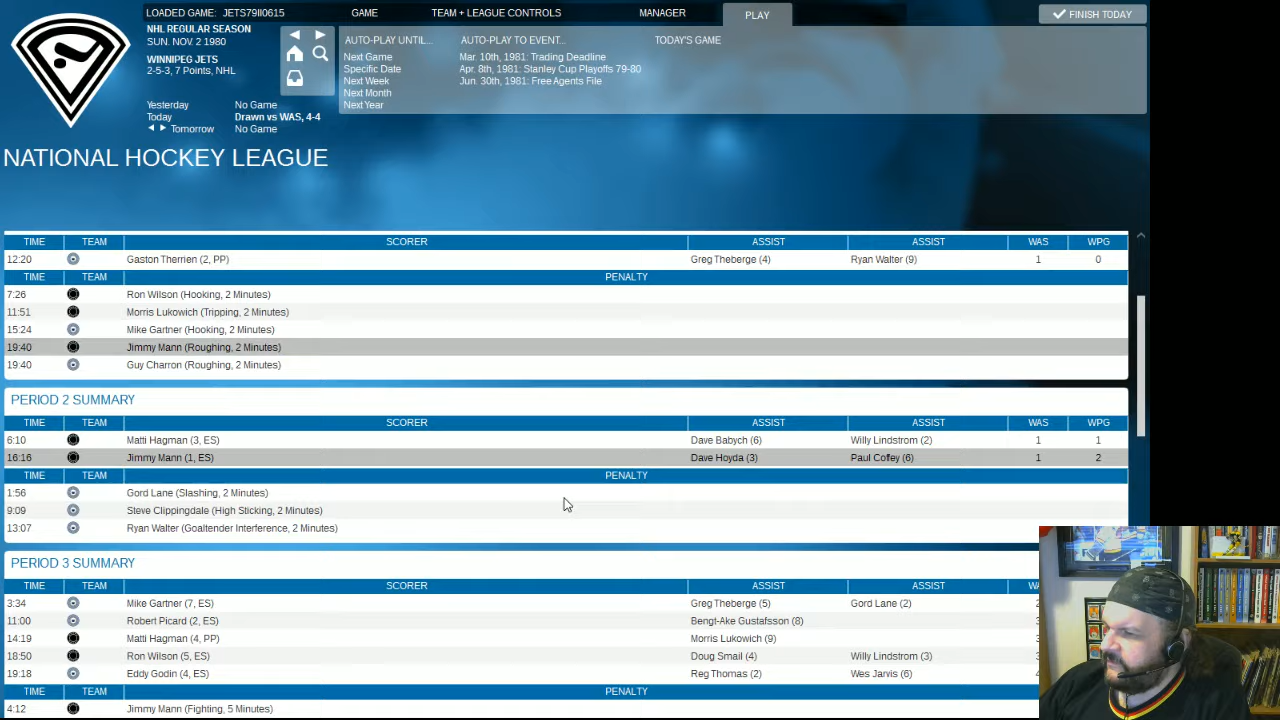 LOADED GAME: JETS79II0615 GAME TEAM + LEAGUE CONTROLS MANAGER PLAY FINISH TODAY
NHL REGULAR SEASON
SUN. NOV. 2 1980
WINNIPEG JETS
2-5-3, 7 Points, NHL
Yesterday No Game
Today Drawn vs WAS, 4-4
Tomorrow No Game
AUTO-PLAY UNTIL... AUTO-PLAY TO EVENT... TODAY'S GAME
Next Game Mar. 10th, 1981: Trading Deadline
Specific Date Apr. 8th, 1981: Stanley Cup Playoffs 79-80
Next Week Jun. 30th, 1981: Free Agents File
Next Month
Next Year
NATIONAL HOCKEY LEAGUE
TIME TEAM SCORER ASSIST ASSIST WAS WPG
12:20 Gaston Therrien (2, PP) Greg Theberge (4) Ryan Walter (9) 1 0
TIME TEAM PENALTY
7:26 Ron Wilson (Hooking, 2 Minutes)
11:51 Morris Lukowich (Tripping, 2 Minutes)
15:24 Mike Gartner (Hooking, 2 Minutes)
19:40 Jimmy Mann (Roughing, 2 Minutes)
19:40 Guy Charron (Roughing, 2 Minutes)
PERIOD 2 SUMMARY
TIME TEAM SCORER ASSIST ASSIST WAS WPG
6:10 Matti Hagman (3, ES) Dave Babych (6) Willy Lindstrom (2) 1 1
16:16 Jimmy Mann (1, ES) Dave Hoyda (3) Paul Coffey (6) 1 2
TIME TEAM PENALTY
1:56 Gord Lane (Slashing, 2 Minutes)
9:09 Steve Clippingdale (High Sticking, 2 Minutes)
13:07 Ryan Walter (Goaltender Interference, 2 Minutes)
PERIOD 3 SUMMARY
TIME TEAM SCORER ASSIST ASSIST
3:34 Mike Gartner (7, ES) Greg Theberge (5) Gord Lane (2)
11:00 Robert Picard (2, ES) Bengt-Ake Gustafsson (8)
14:19 Matti Hagman (4, PP) Morris Lukowich (9)
18:50 Ron Wilson (5, ES) Doug Smail (4) Willy Lindstrom (3)
19:18 Eddy Godin (4, ES) Reg Thomas (2) Wes Jarvis (6)
TIME TEAM PENALTY
4:12 Jimmy Mann (Fighting, 5 Minutes)